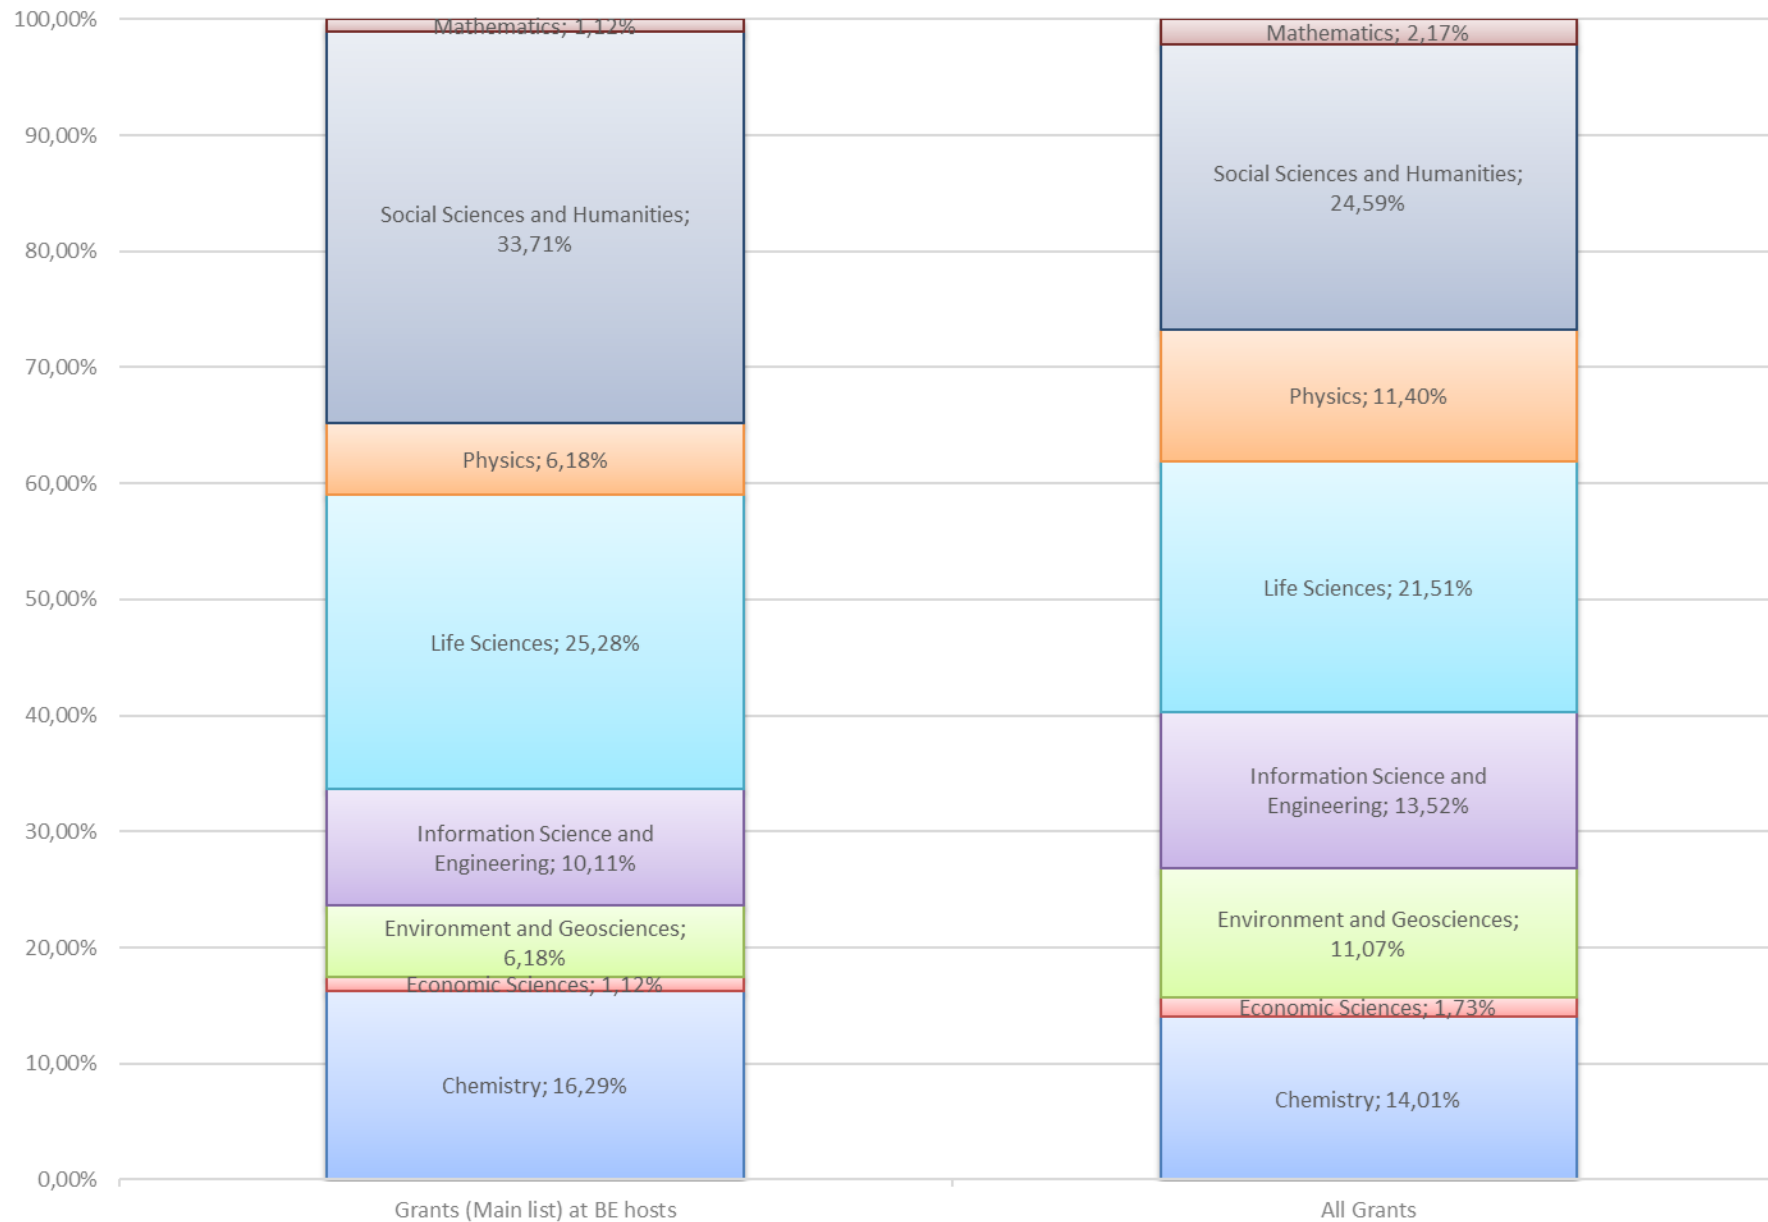 100,00%
90,00%
80,00%
70,00%
60,00%
50,00%
40,00%
30,00%
20,00%
10,00%
0,00%
Mathematics; 1,12%
Social Sciences and Humanities;
33,71%
Physics; 6,18%
Life Sciences; 25,28%
Information Science and
Engineering; 10,11%
Environment and Geosciences;
6,18%
Economic Sciences; 1,12%
Chemistry; 16,29%
Grants (Main list) at BE hosts
Mathematics; 2,17%
Social Sciences and Humanities;
24,59%
Physics; 11,40%
Life Sciences; 21,51%
Information Science and
Engineering; 13,52%
Environment and Geosciences;
11,07%
Economic Sciences; 1,73%
Chemistry; 14,01%
All Grants